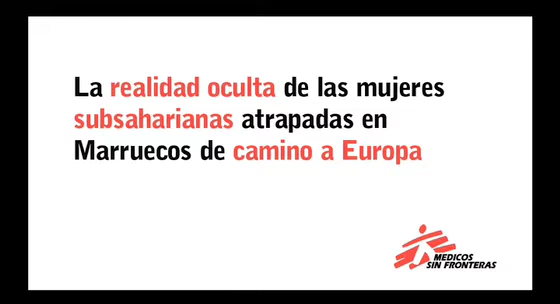 La realidad oculta de las mujeres
subsaharianas atrapadas en
Marruecos de camino a Europa
MEDICOS
SIN FRONTERAS